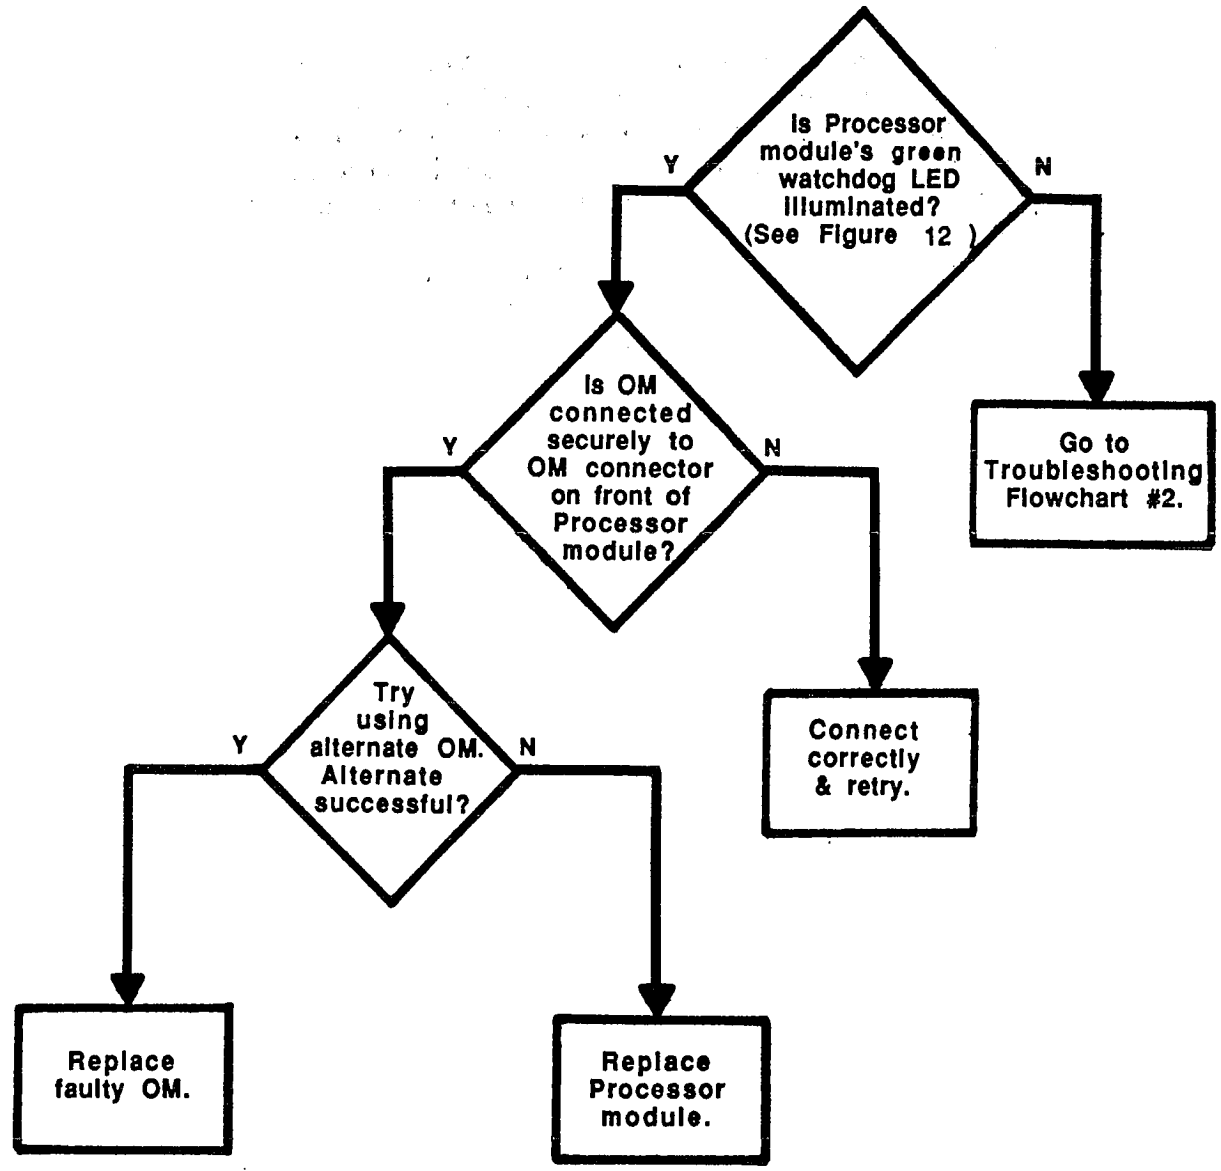 Is Processor
module's green
watchdog LED
illuminated?
(See Figure 12 )
Y
N
Is OM
connected
securely to
OM connector
on front of
Processor
module?
Y
N
Go to
Troubleshooting
Flowchart #2.
Try
using
alternate OM.
Alternate
successful?
Y
N
Connect
correctly
& retry.
Replace
faulty OM.
Replace
Processor
module.